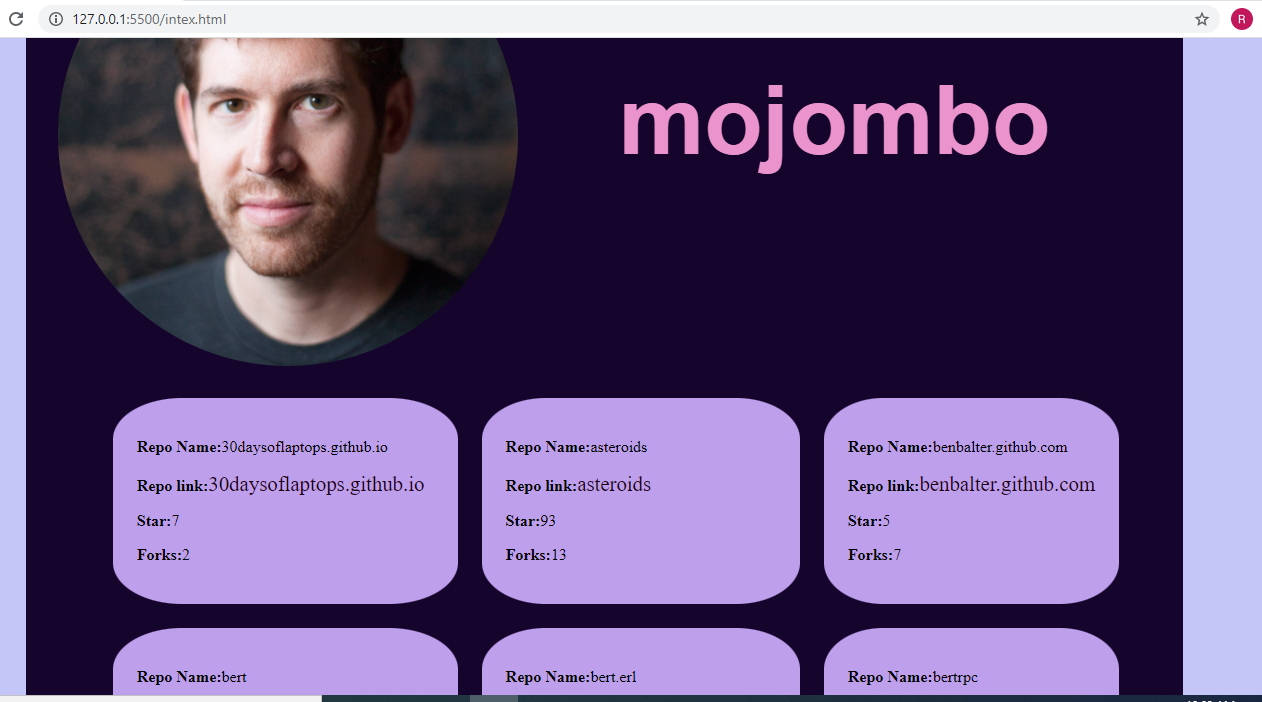 127.0.0.1:5500/intex.html
R
mojombo
Repo Name:30daysoflaptops.github.io
Repo link:30daysoflaptops.github.io
Star:7
Forks:2
Repo Name:asteroids
Repo link:asteroids
Star:93
Forks:13
Repo Name:benbalter.github.com
Repo link:benbalter.github.com
Star:5
Forks:7
Repo Name:bert
Repo Name:bert.erl
Repo Name:bertrpc